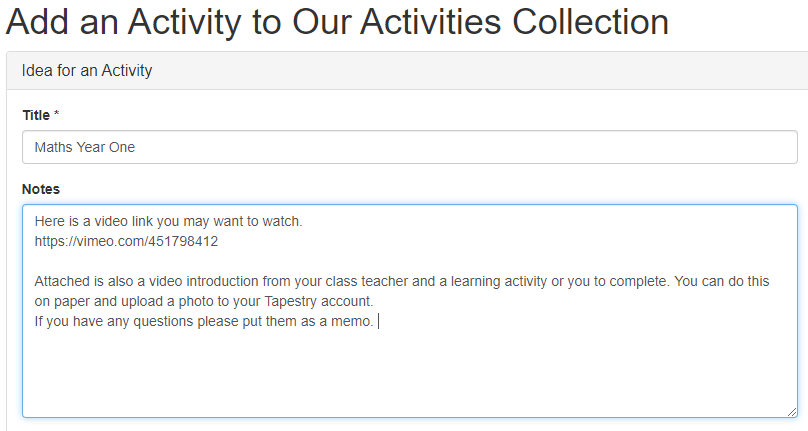 Add an Activity to Our Activities Collection
Idea for an Activity
Title *
Maths Year One
Notes
Here is a video link you may want to watch.
https://vimeo.com/451798412
Attached is also a video introduction from your class teacher and a learning activity or you to complete. You can do this
on paper and upload a photo to your Tapestry account.
If you have any questions please put them as a memo.